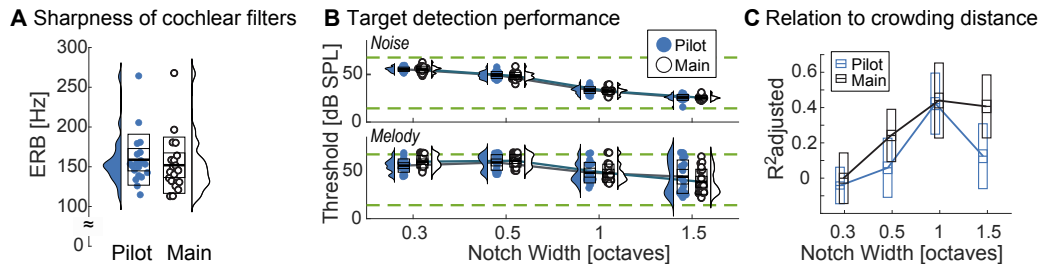 A Sharpness of cochlear filters
ERB [Hz]
300
250
200
150
100
≈
0
Pilot Main
B Target detection performance
Threshold [dB SPL]
Noise
Pilot
Main
50
0
Melody
50
0
0.3 0.5 1 1.5
Notch Width [octaves]
C Relation to crowding distance
R²adjusted
Pilot
Main
0.6
0.4
0.2
0
0.3 0.5 1 1.5
Notch Width [octaves]